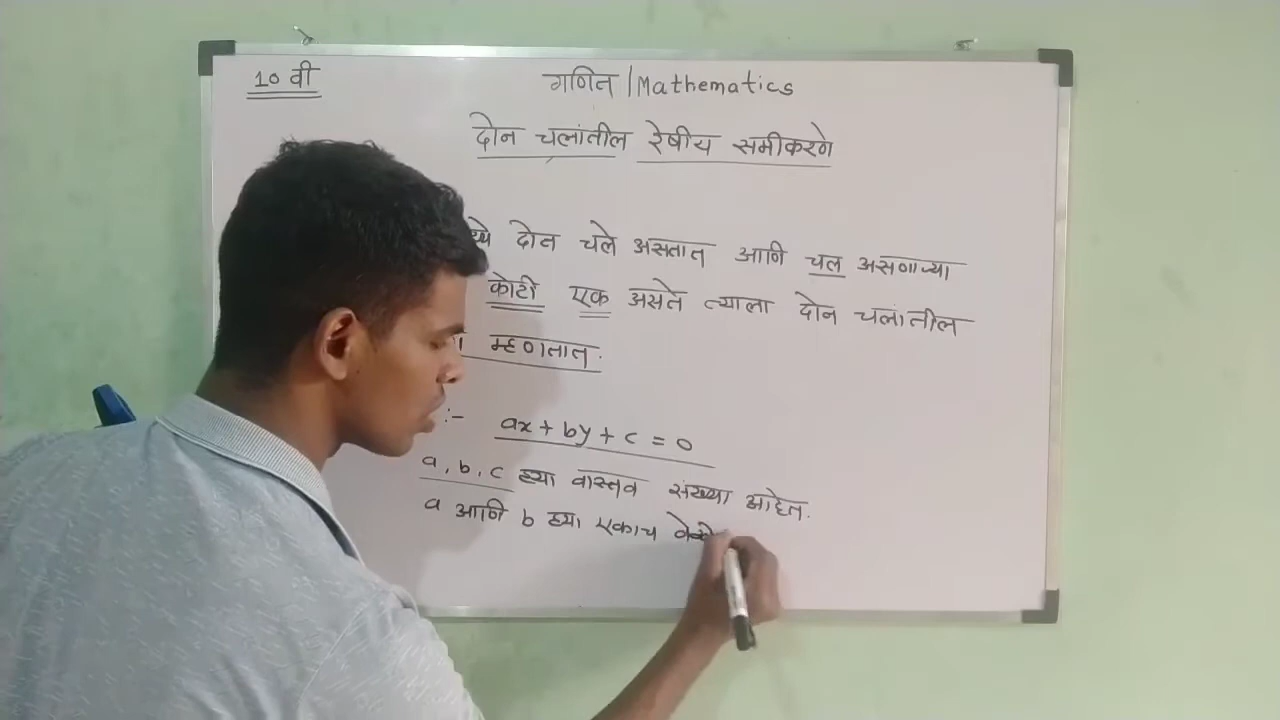 10 वी
गणित / Mathematics
दोन चलांतील रेषीय समीकरणे
दोन चले असतात आणि चल असणाऱ्या
कोटी एक असते त्याला दोन चलांतील
म्हणतात.
:- ax + by + c = 0
a, b, c ह्या वास्तव संख्या आहेत.
a आणि b ह्या एकाच